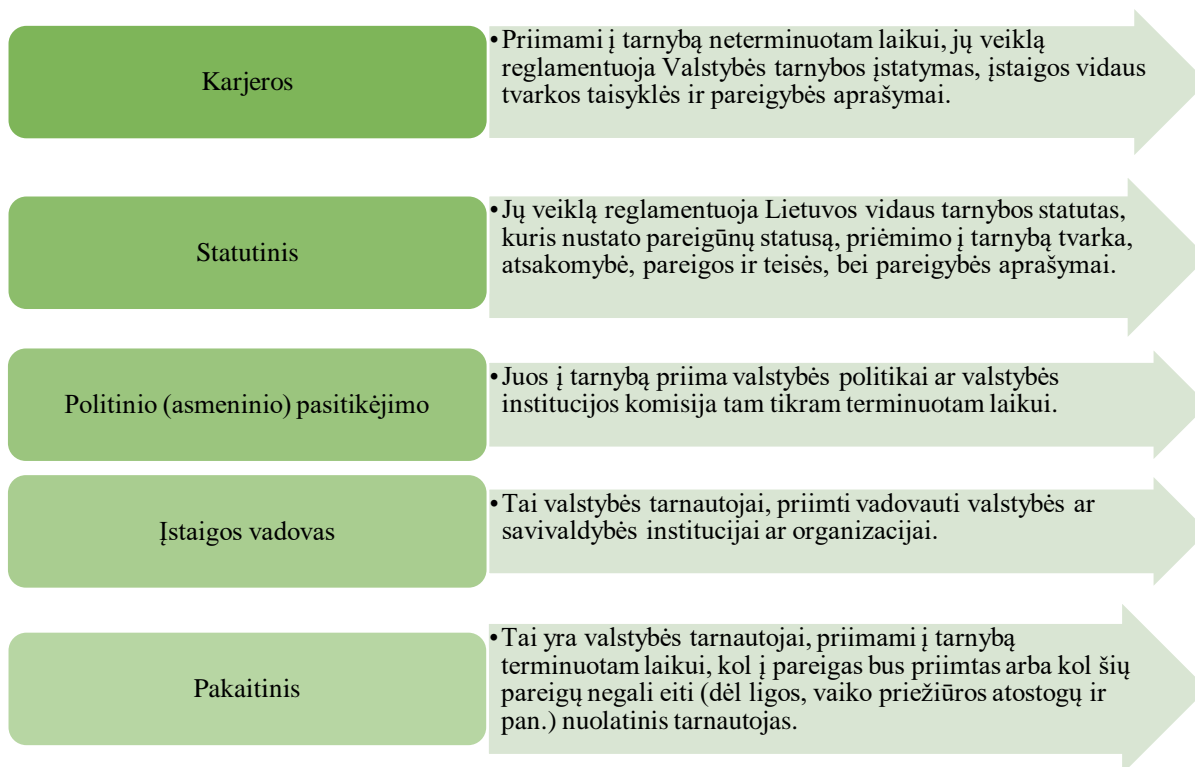 Karjeros
•Priimami į tarnybą neterminuotam laikui, jų veiklą
reglamentuoja Valstybės tarnybos įstatymas, įstaigos vidaus
tvarkos taisyklės ir pareigybės aprašymai.
Statutinis
•Jų veiklą reglamentuoja Lietuvos vidaus tarnybos statutas,
kuris nustato pareigūnų statusą, priėmimo į tarnybą tvarka,
atsakomybė, pareigos ir teisės, bei pareigybės aprašymai.
Politinio (asmeninio) pasitikėjimo
•Juos į tarnybą priima valstybės politikai ar valstybės
institucijos komisija tam tikram terminuotam laikui.
Įstaigos vadovas
•Tai valstybės tarnautojai, priimti vadovauti valstybės ar
savivaldybės institucijai ar organizacijai.
Pakaitinis
•Tai yra valstybės tarnautojai, priimami į tarnybą
terminuotam laikui, kol į pareigas bus priimtas arba kol šių
pareigų negali eiti (dėl ligos, vaiko priežiūros atostogų ir
pan.) nuolatinis tarnautojas.